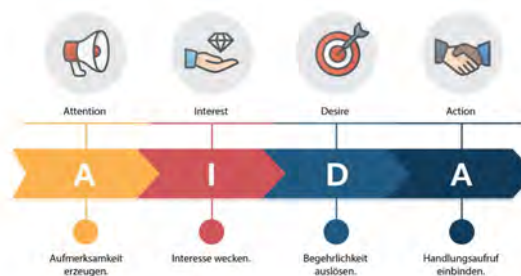 Attention
Interest
Desire
Action
A
I
D
A
Aufmerksamkeit
erzeugen.
Interesse wecken.
Begehrlichkeit
auslösen.
Handlungsaufruf
einbinden.